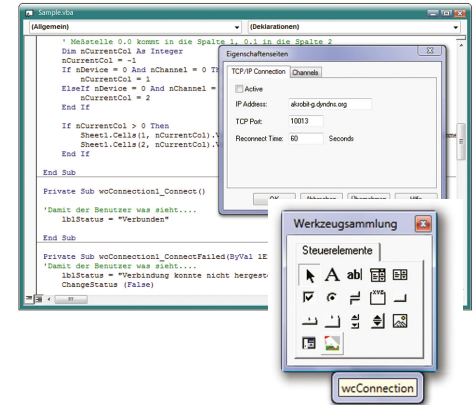 Sample.vba
(Allgemein)
(Deklarationen)
' Meßstelle 0.0 kommt in die Spalte 1, 0.1 in die Spalte 2
Dim nCurrentCol As Integer
nCurrentCol = -1
If nDevice = 0 And nChannel = 0 Th
nCurrentCol = 1
ElseIf nDevice = 0 And nChannel =
nCurrentCol = 2
End If
If nCurrentCol > 0 Then
Sheet1.Cells(1, nCurrentCol).V
Sheet1.Cells(2, nCurrentCol).V
End If
End Sub
Private Sub wcConnection1_Connect()
'Damit der Benutzer was sieht....
lblStatus = "Verbunden"
End Sub
Private Sub wcConnection1_ConnectFailed(ByVal lE
'Damit der Benutzer was sieht....
lblStatus = "Verbindung konnte nicht hergest
ChangeStatus (False)
Eigenschaftenseiten
TCP/IP Connection
Channels
Active
IP Address: akrobit-g.dyndns.org
TCP Port: 10013
Reconnect Time: 60 Seconds
OK Abbrechen Übernehmen Hilfe
Werkzeugsammlung
Steuerelemente
A abl
xyz
wcConnection